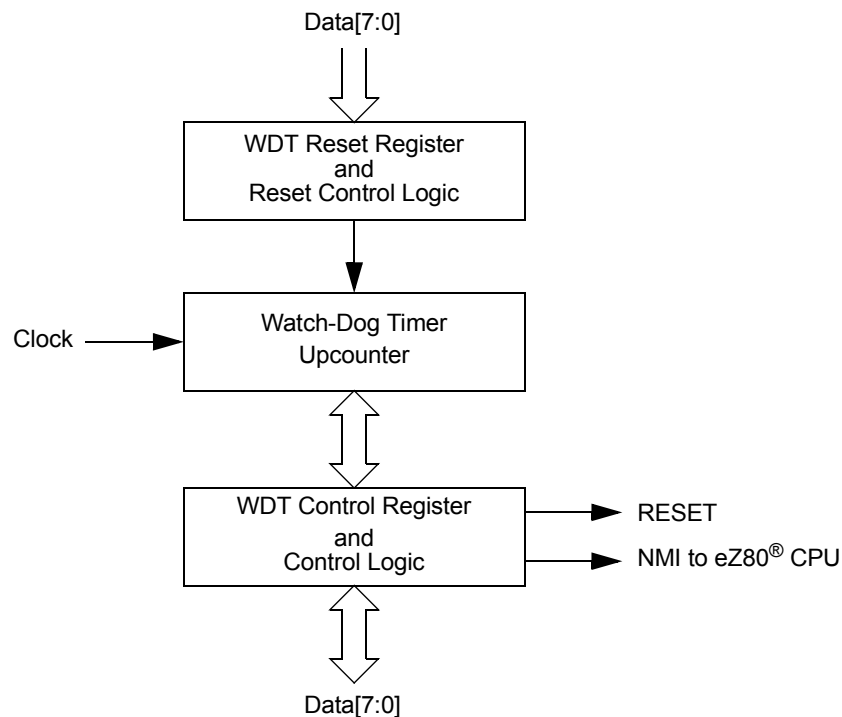 Data[7:0]
WDT Reset Register
and
Reset Control Logic
Clock
Watch-Dog Timer
Upcounter
WDT Control Register
and
Control Logic
RESET
NMI to eZ80® CPU
Data[7:0]